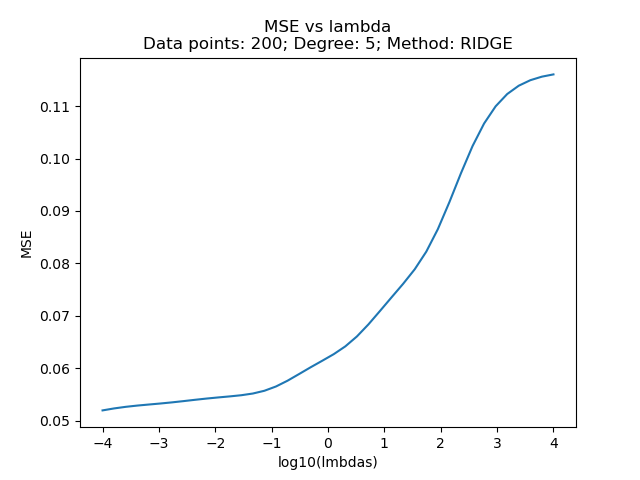 MSE vs lambda
Data points: 200; Degree: 5; Method: RIDGE
0.11
0.10
0.09
0.08
0.07
0.06
0.05
MSE
−4 −3 −2 −1 0 1 2 3 4
log10(lmbdas)